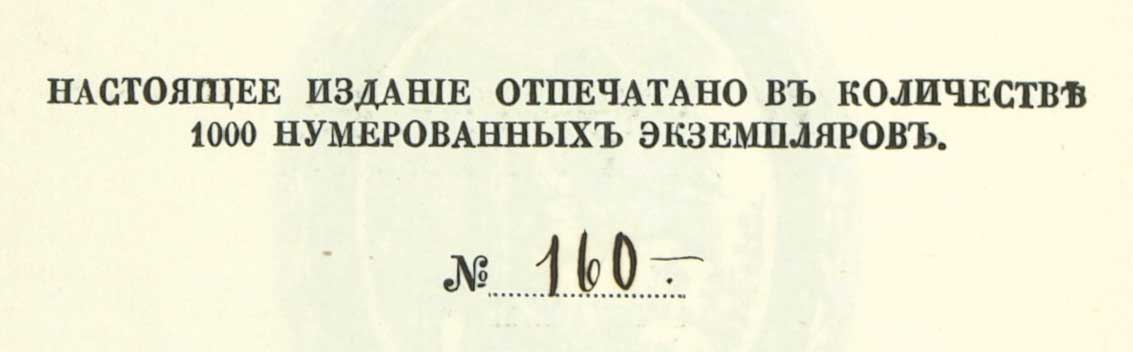 НАСТОЯЩЕЕ ИЗДАНІЕ ОТПЕЧАТАНО ВЪ КОЛИЧЕСТВѢ
1000 НУМЕРОВАННЫХЪ ЭКЗЕМПЛЯРОВЪ.
№ 160